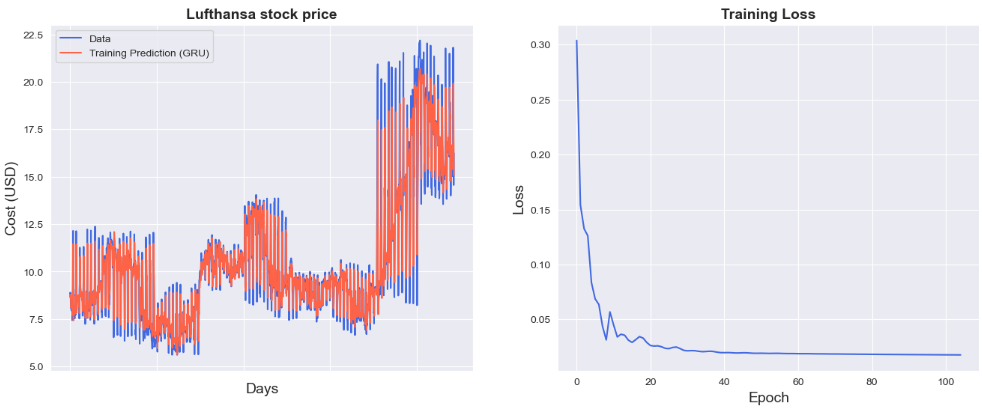 Lufthansa stock price
Data
Training Prediction (GRU)
22.5
20.0
17.5
15.0
12.5
10.0
7.5
5.0
Cost (USD)
Days
Training Loss
0.30
0.25
0.20
0.15
0.10
0.05
Loss
0 20 40 60 80 100
Epoch